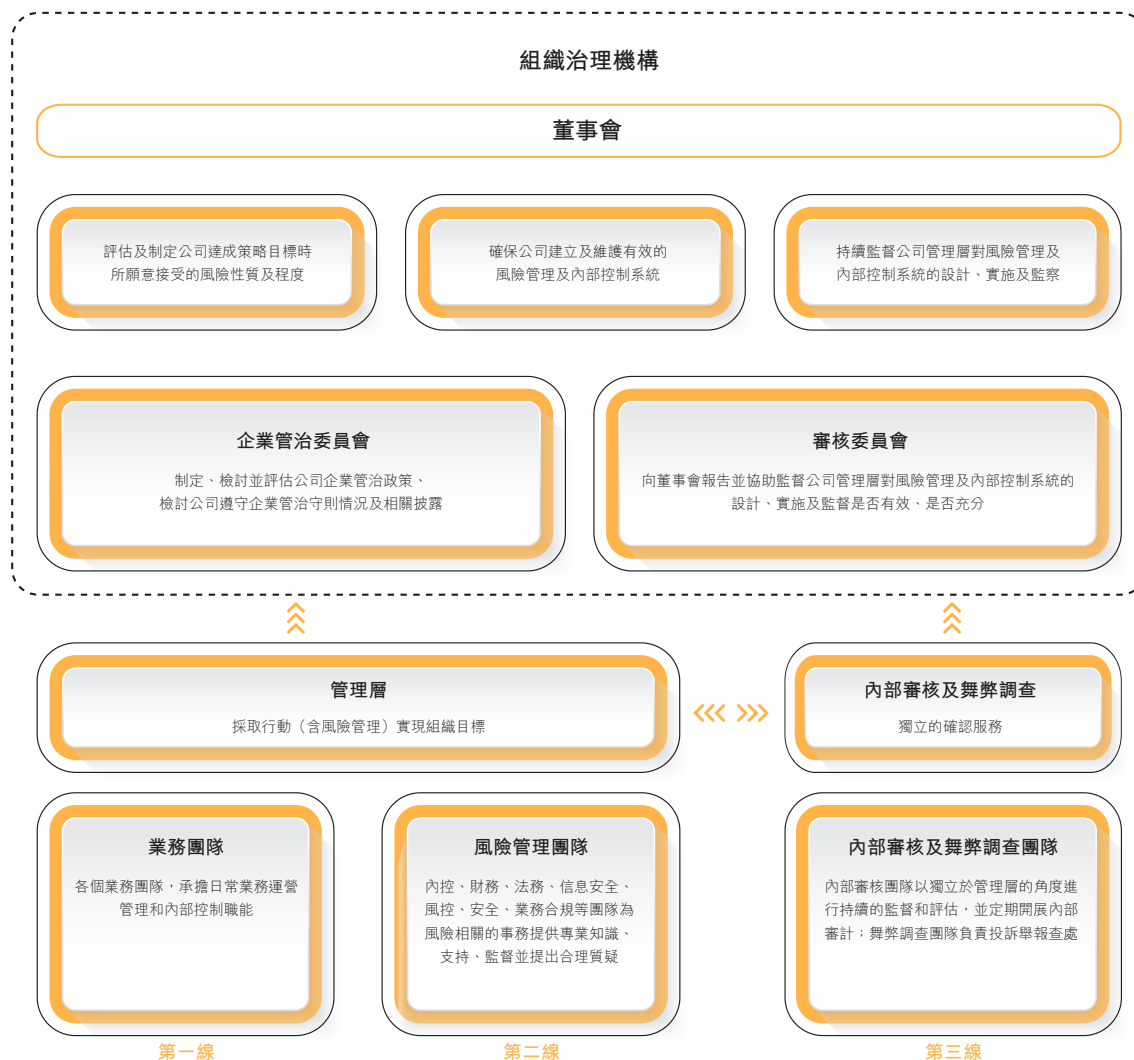 組織治理機構
董事會
評估及制定公司達成策略目標時
所願意接受的風險性質及程度
確保公司建立及維護有效的
風險管理及內部控制系統
持續監督公司管理層對風險管理及
內部控制系統的設計、實施及監察
企業管治委員會
制定、檢討並評估公司企業管治政策、
檢討公司遵守企業管治守則情況及相關披露
審核委員會
向董事會報告並協助監督公司管理層對風險管理及內部控制系統的
設計、實施及監督是否有效、是否充分
管理層
採取行動（含風險管理）實現組織目標
內部審核及舞弊調查
獨立的確認服務
業務團隊
各個業務團隊，承擔日常業務運營
管理和內部控制職能
風險管理團隊
內控、財務、法務、信息安全、
風控、安全、業務合規等團隊為
風險相關的事務提供專業知識、
支持、監督並提出合理質疑
內部審核及舞弊調查團隊
內部審核團隊以獨立於管理層的角度進
行持續的監督和評估，並定期開展內部
審計；舞弊調查團隊負責投訴舉報查處
第一線
第二線
第三線